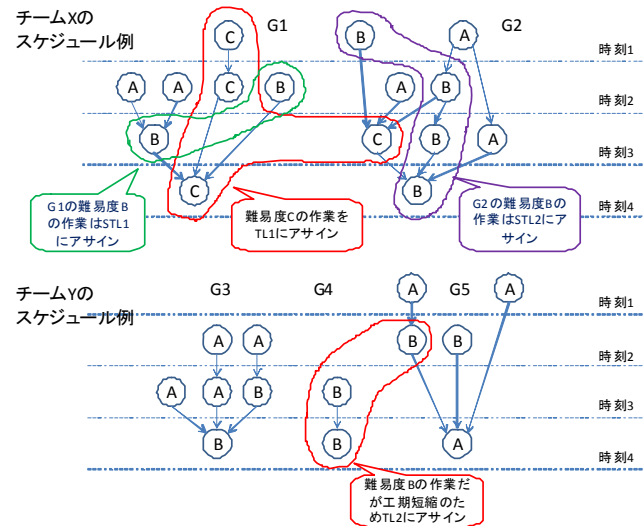 チームXの
スケジュール例
G1
G2
C
B
A
時刻1
A
A
C
B
A
B
時刻2
B
C
B
A
時刻3
C
B
時刻4
G1の難易度B
の作業はSTL1
にアサイン
難易度Cの作業を
TL1にアサイン
G2の難易度Bの
作業はSTL2にア
サイン
チームYの
スケジュール例
G3
G4
G5
A
A
時刻1
A
A
B
B
時刻2
A
A
B
B
時刻3
B
B
A
時刻4
難易度Bの作業だ
が工期短縮のた
めTL2にアサイン